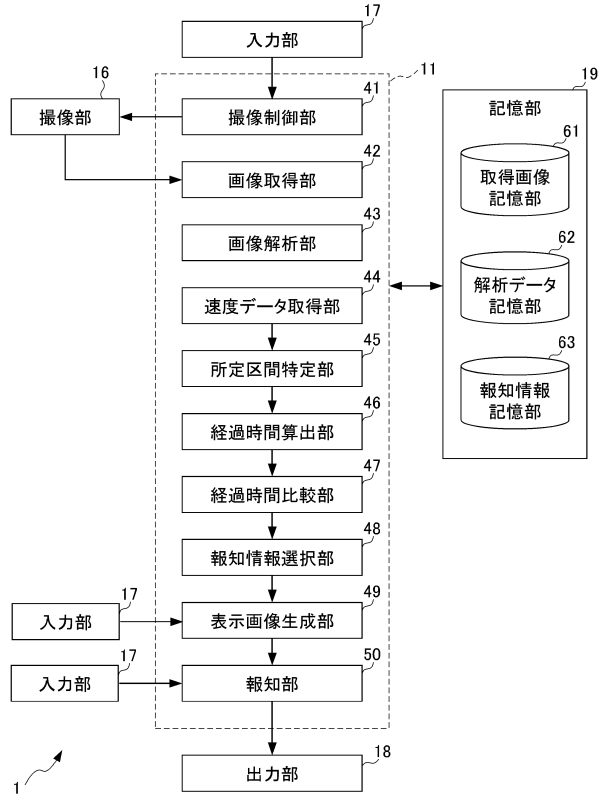 17
入力部
11
16
撮像部
41
撮像制御部
42
画像取得部
43
画像解析部
44
速度データ取得部
45
所定区間特定部
46
経過時間算出部
47
経過時間比較部
48
報知情報選択部
17
入力部
49
表示画像生成部
17
入力部
50
報知部
18
出力部
1
19
記憶部
61
取得画像
記憶部
62
解析データ
記憶部
63
報知情報
記憶部